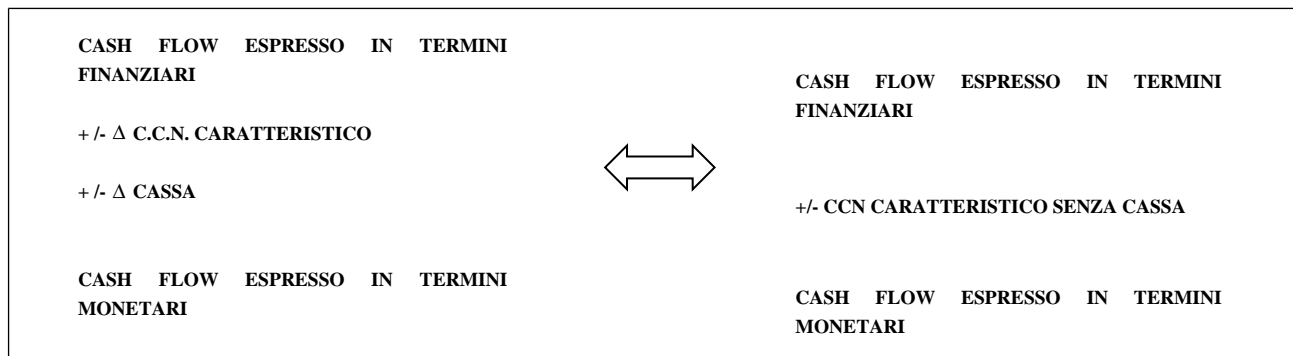 CASH FLOW ESPRESSO IN TERMINI
FINANZIARI
+ /- Δ C.C.N. CARATTERISTICO
+ /- Δ CASSA
CASH FLOW ESPRESSO IN TERMINI
MONETARI
CASH FLOW ESPRESSO IN TERMINI
FINANZIARI
+/- CCN CARATTERISTICO SENZA CASSA
CASH FLOW ESPRESSO IN TERMINI
MONETARI